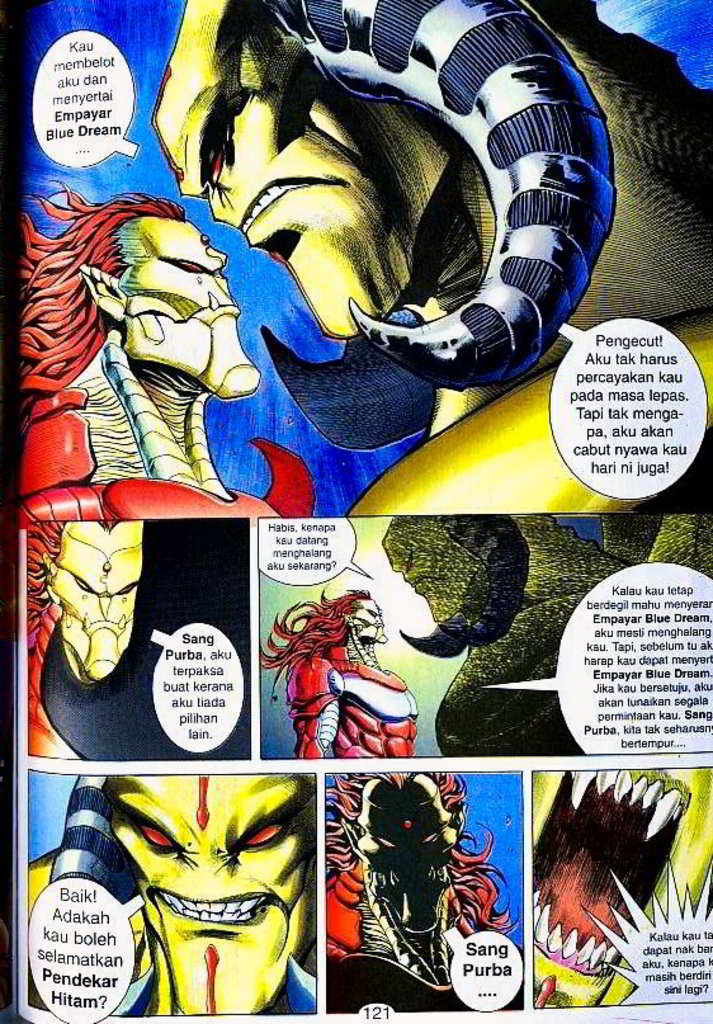 Kau
membelot
aku dan
menyertai
Empayar
Blue Dream
....
Pengecut!
Aku tak harus
percayakan kau
pada masa lepas.
Tapi tak menga-
pa, aku akan
cabut nyawa kau
hari ni juga!
Sang
Purba, aku
terpaksa
buat kerana
aku tiada
pilihan
lain.
Habis, kenapa
kau datang
menghalang
aku sekarang?
Kalau kau tetap
berdegil mahu
Empayar Blue Dream,
aku mesti menghalang
kau. Tapi, sebelum tu
harap kau dapat
Empayar Blue Dream.
Jika kau bersetuju,
akan tunaikan segala
permintaan kau. Sang
Purba, kita tak
bertempur....
Baik!
Adakah
kau boleh
selamatkan
Pendekar
Hitam?
Sang
Purba
....
Kalau kau
dapat nak
aku, kenapa
masih berdiri
sini lagi?
121